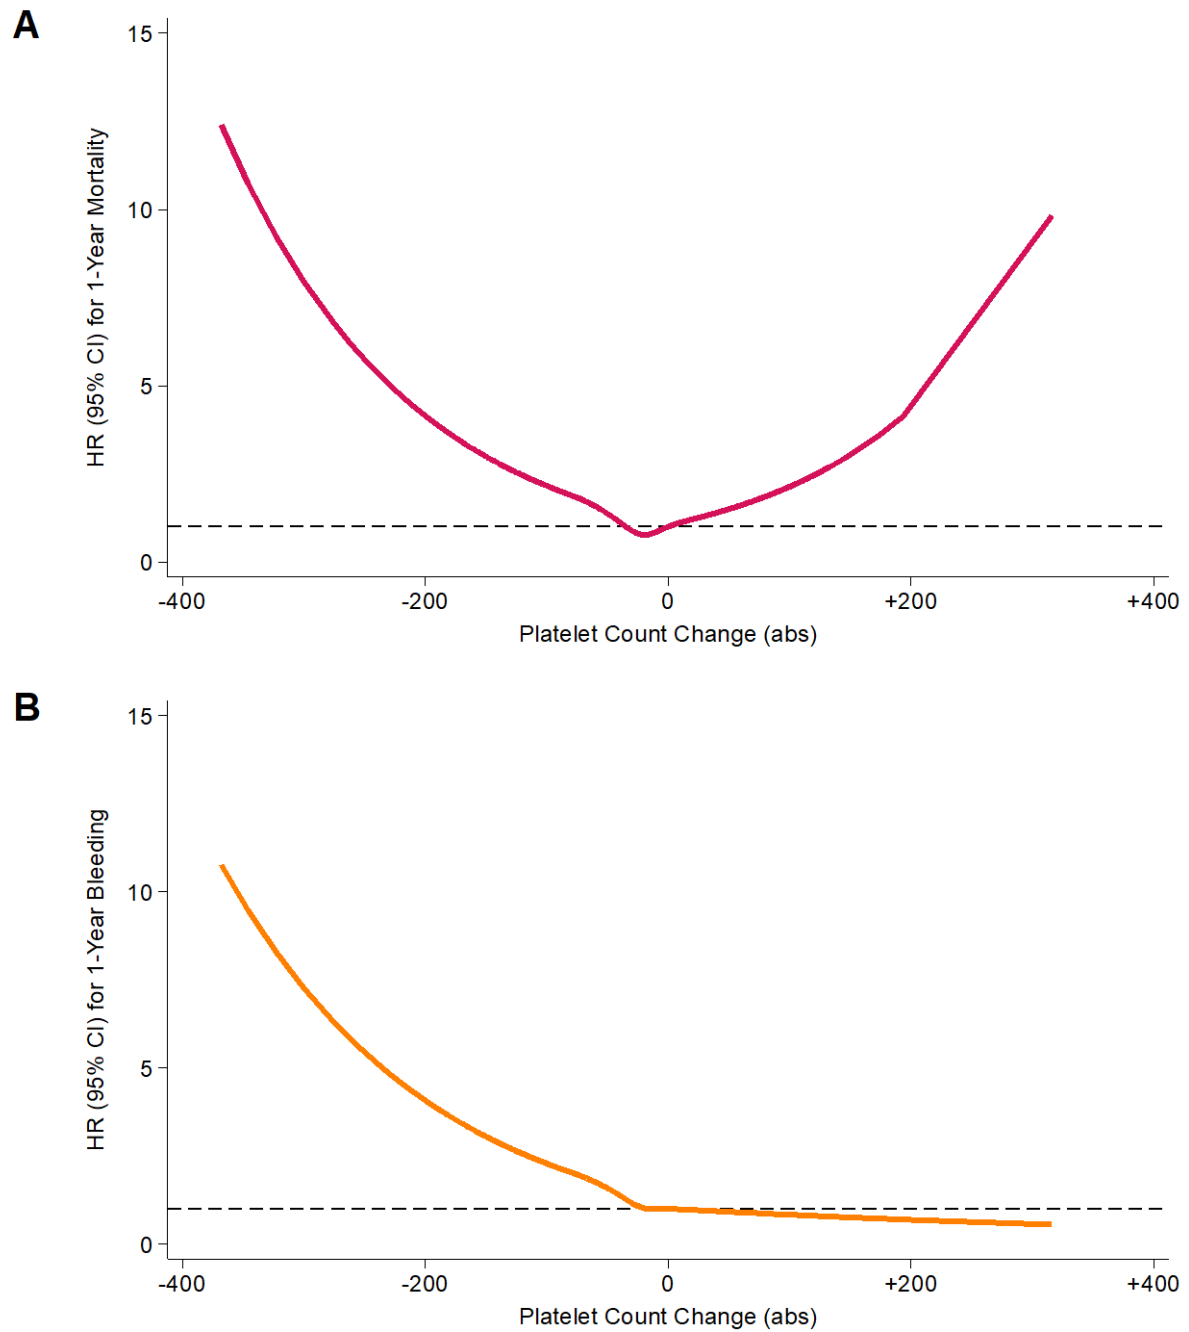 A
15
10
5
0
HR (95% CI) for 1-Year Mortality
-400 -200 0 +200 +400
Platelet Count Change (abs)
B
15
10
5
0
HR (95% CI) for 1-Year Bleeding
-400 -200 0 +200 +400
Platelet Count Change (abs)